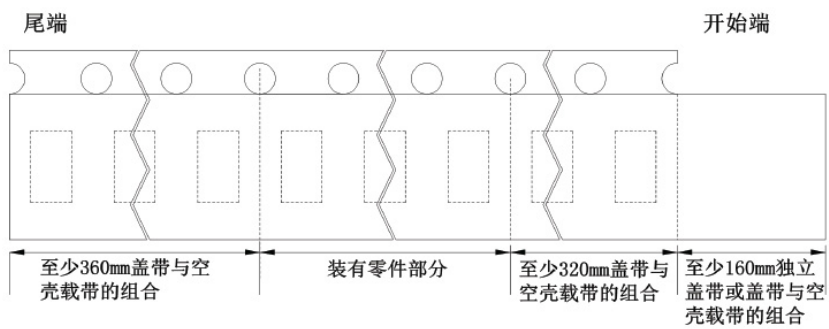 尾端
开始端
至少360mm盖带与空
壳载带的组合
装有零件部分
至少320mm盖带与
空壳载带的组合
至少160mm独立
盖带或盖带与空
壳载带的组合